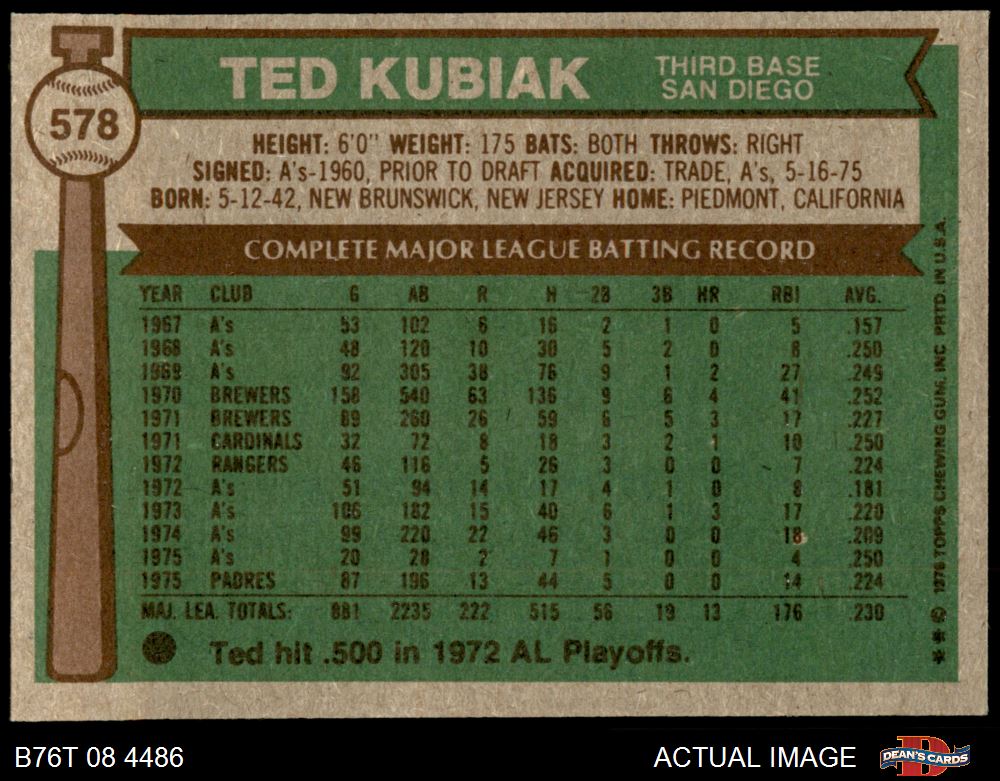 578
TED KUBIAK
THIRD BASE
SAN DIEGO
HEIGHT: 6'0" WEIGHT: 175 BATS: BOTH THROWS: RIGHT
SIGNED: A's-1960, PRIOR TO DRAFT ACQUIRED: TRADE, A's, 5-16-75
BORN: 5-12-42, NEW BRUNSWICK, NEW JERSEY HOME: PIEDMONT, CALIFORNIA
COMPLETE MAJOR LEAGUE BATTING RECORD
YEAR CLUB G AB R H 2B 3B HR RBI AVG.
1967 A's 53 102 6 16 2 1 0 5 .157
1968 A's 48 120 10 30 5 2 0 8 .250
1969 A's 92 305 38 76 9 1 2 27 .249
1970 BREWERS 158 540 63 136 9 6 4 41 .252
1971 BREWERS 89 260 26 59 6 5 3 17 .227
1971 CARDINALS 32 72 8 18 3 2 1 10 .250
1972 RANGERS 46 116 5 26 3 0 0 7 .224
1972 A's 51 94 14 17 4 1 0 8 .181
1973 A's 106 182 15 40 6 1 3 17 .220
1974 A's 99 220 22 46 3 0 0 18 .209
1975 A's 20 28 2 7 1 0 0 4 .250
1975 PADRES 87 196 13 44 5 0 0 14 .224
MAJ. LEA. TOTALS: 881 2235 222 515 56 19 13 176 .230
Ted hit .500 in 1972 AL Playoffs.
** © 1976 TOPPS CHEWING GUM, INC PRTD. IN U.S.A.
B76T 08 4486
ACTUAL IMAGE
DEAN'S CARDS